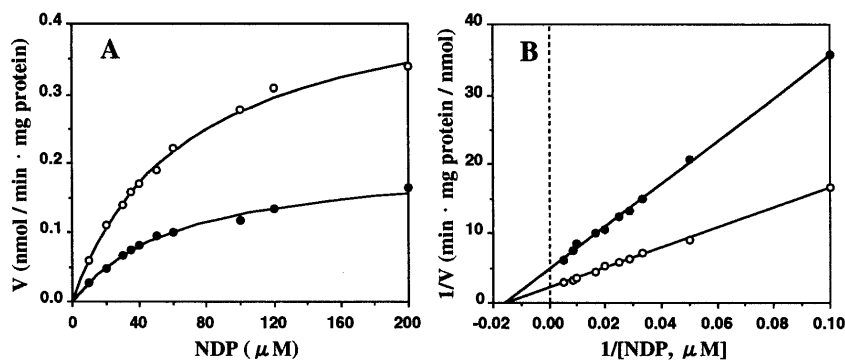 A
V (nmol / min · mg protein)
0.4
0.3
0.2
0.1
0.0
0 40 80 120 160 200
NDP ( μM)
B
1/V (min · mg protein / nmol)
40
30
20
10
0
-0.02 0.00 0.02 0.04 0.06 0.08 0.10
1/[NDP, μM]